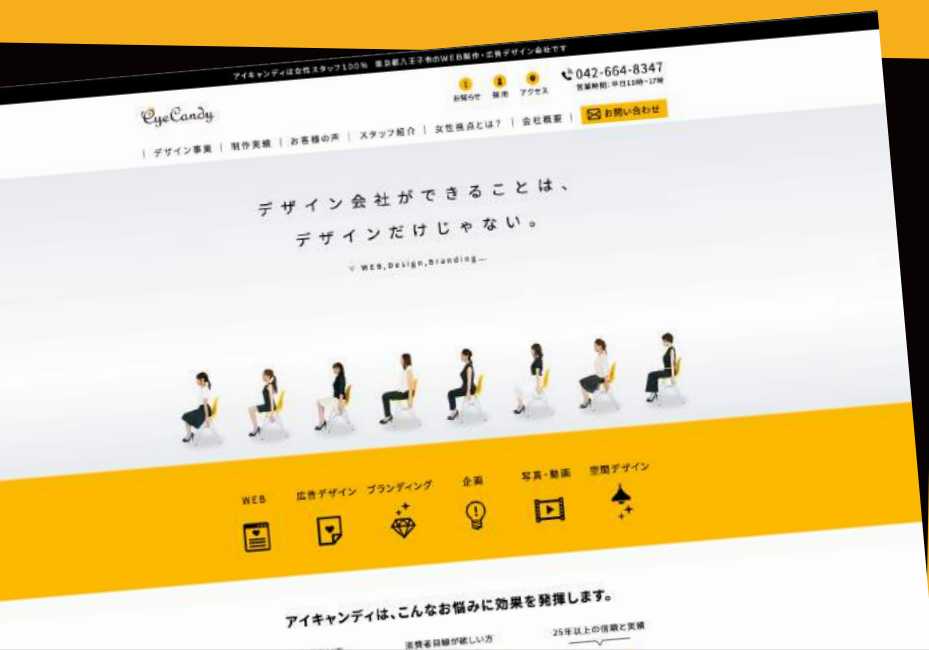 アイキャンディは女性スタッフ100% 東京都八王子市のWEB制作・広告デザイン会社です
EyeCandy
お知らせ
採用
アクセス
042-664-8347
営業時間：平日10時~17時
| デザイン事業 | 制作実績 | お客様の声 | スタッフ紹介 | 女性視点とは? | 会社概要 |
お問い合わせ
デザイン会社ができることは、
デザインだけじゃない。
WEB,Design,Branding...
WEB
広告デザイン
ブランディング
企画
写真・動画
空間デザイン
アイキャンディは、こんなお悩みに効果を発揮します。
消費者目線が欲しい方
25年以上の信頼と実績